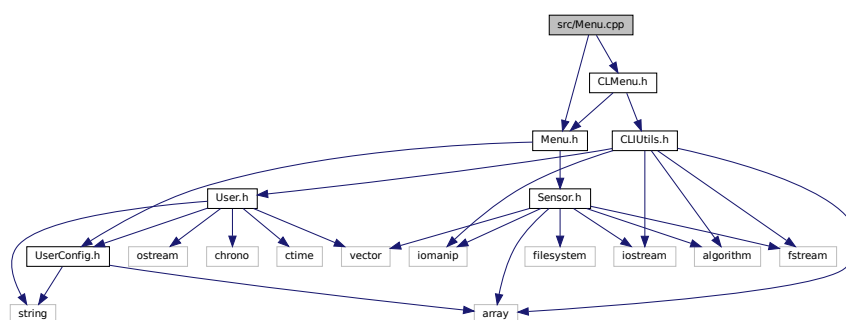 src/Menu.cpp
CLMenu.h
Menu.h
CLIUtils.h
User.h
Sensor.h
UserConfig.h
ostream
chrono
ctime
vector
iomanip
filesystem
iostream
algorithm
fstream
string
array